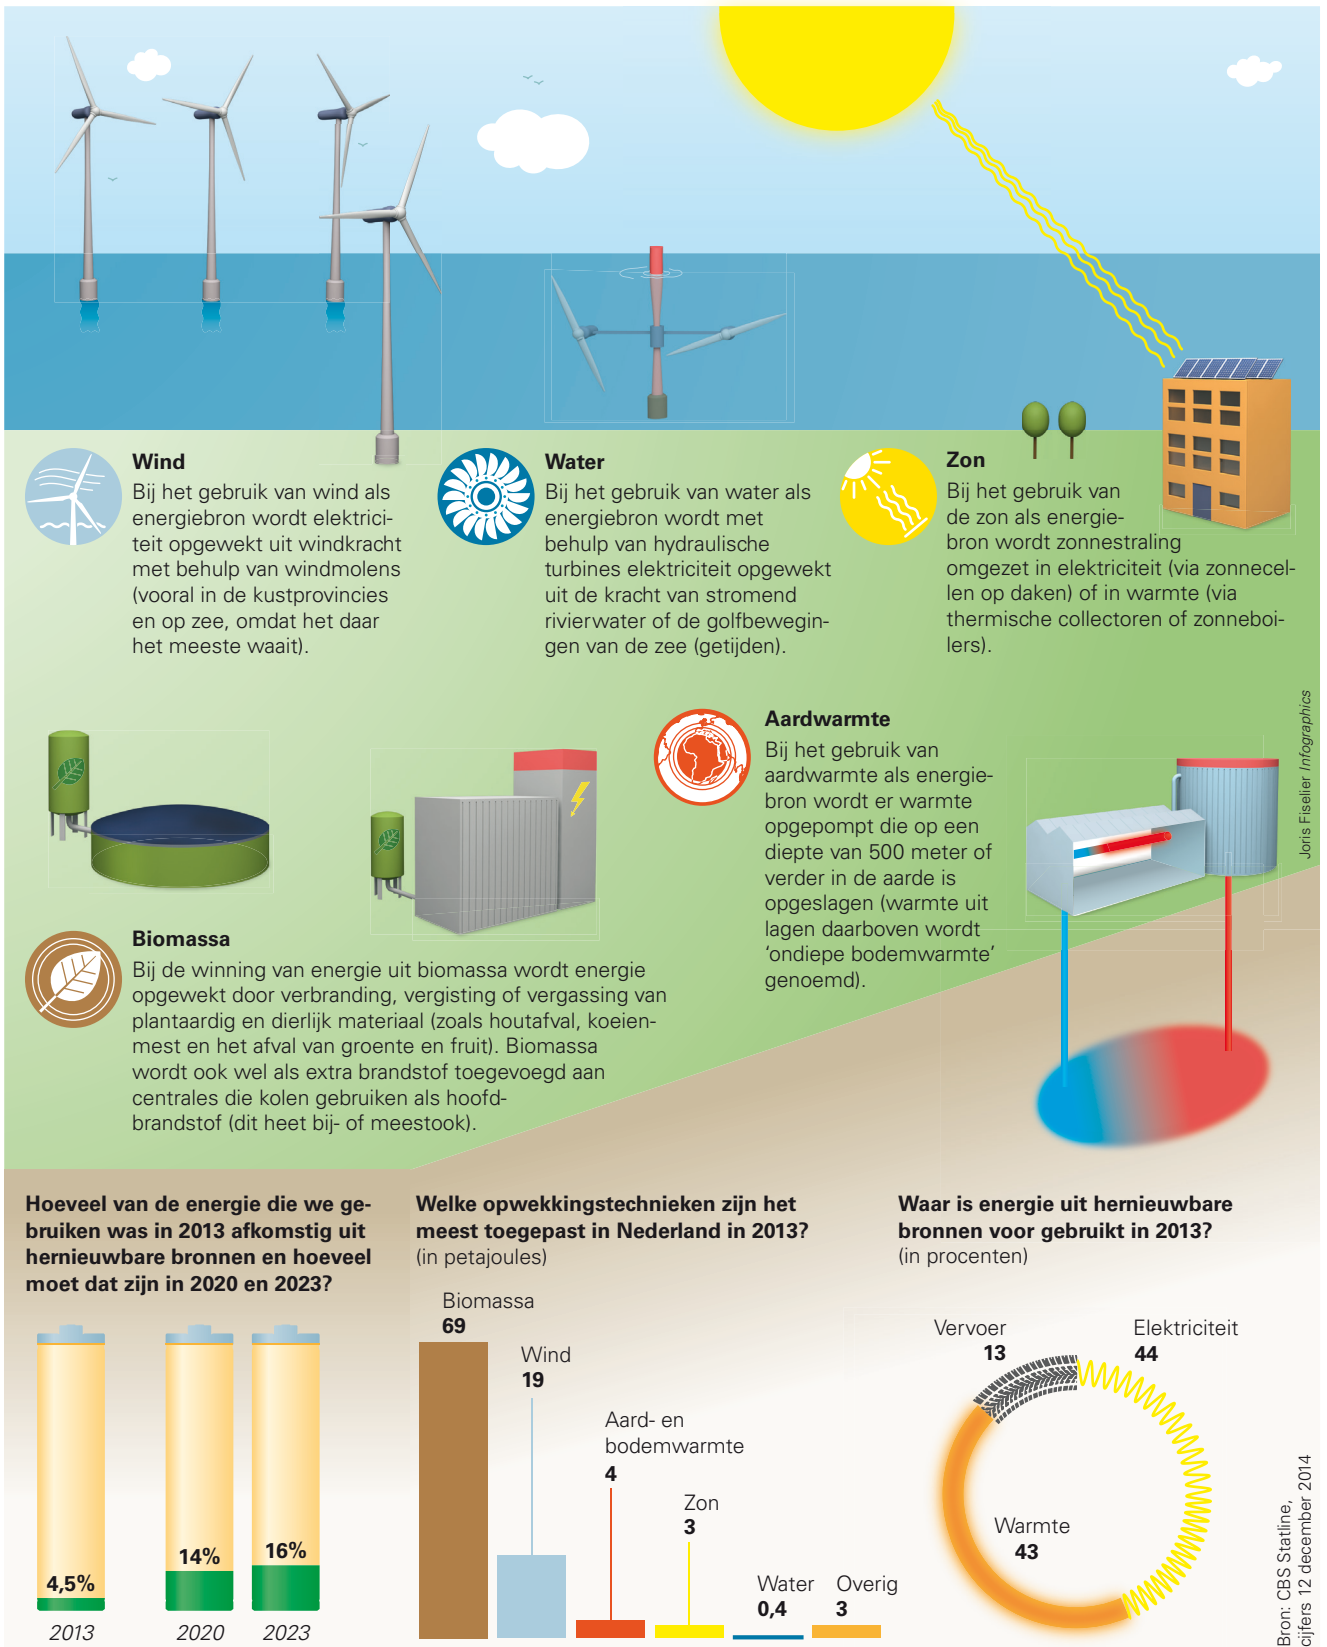 Wind
Bij het gebruik van wind als
energiebron wordt elektrici-
teit opgewekt uit windkracht
met behulp van windmolens
(vooral in de kustprovincies
en op zee, omdat het daar
het meeste waait).
Water
Bij het gebruik van water als
energiebron wordt met
behulp van hydraulische
turbines elektriciteit opgewekt
uit de kracht van stromend
rivierwater of de golfbewegin-
gen van de zee (getijden).
Zon
Bij het gebruik van
de zon als energie-
bron wordt zonnestraling
omgezet in elektriciteit (via zonnecel-
len op daken) of in warmte (via
thermische collectoren of zonneboi-
lers).
Aardwarmte
Bij het gebruik van
aardwarmte als energie-
bron wordt er warmte
opgepompt die op een
diepte van 500 meter of
verder in de aarde is
opgeslagen (warmte uit
lagen daarboven wordt
‘ondiepe bodemwarmte’
genoemd).
Joris Fiselier Infographics
Biomassa
Bij de winning van energie uit biomassa wordt energie
opgewekt door verbranding, vergisting of vergassing van
plantaardig en dierlijk materiaal (zoals houtafval, koeien-
mest en het afval van groente en fruit). Biomassa
wordt ook wel als extra brandstof toegevoegd aan
centrales die kolen gebruiken als hoofd-
brandstof (dit heet bij- of meestook).
Hoeveel van de energie die we ge-
bruiken was in 2013 afkomstig uit
hernieuwbare bronnen en hoeveel
moet dat zijn in 2020 en 2023?
4,5%
14%
16%
2013
2020
2023
Welke opwekkingstechnieken zijn het
meest toegepast in Nederland in 2013?
(in petajoules)
Biomassa
69
Wind
19
Aard- en
bodemwarmte
4
Zon
3
Water
0,4
Overig
3
Waar is energie uit hernieuwbare
bronnen voor gebruikt in 2013?
(in procenten)
Vervoer
13
Elektriciteit
44
Warmte
43
Bron: CBS Statline,
cijfers 12 december 2014